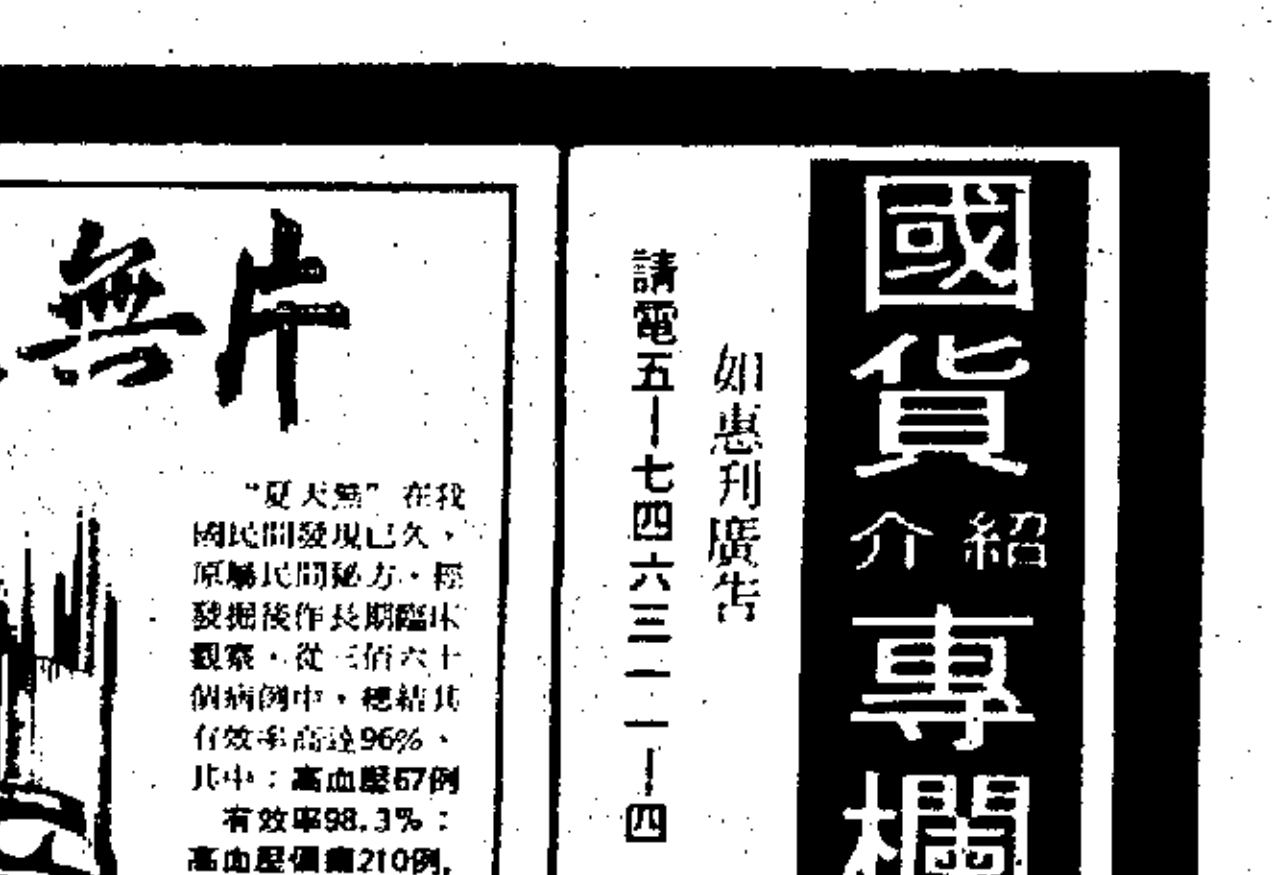 國貨介紹專欄
如惠刊廣告
請電五—七四六三一一—四
無片
“夏天無”在我
國民間發現已久，
原屬民間秘方，經
發掘後作長期臨床
觀察，從三佰六十
個病例中，總結其
有效率高達96%，
其中：高血壓67例
有效率98.3%：
高血壓偏癱210例，